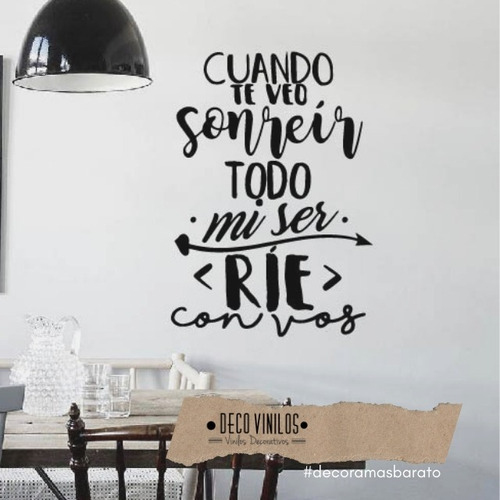 CUANDO
TE VEO
sonreír
TODO
• mi ser •
< RÍE >
con vos
• DECO VINILOS •
Vinilos Decorativos
#decoramasbarato